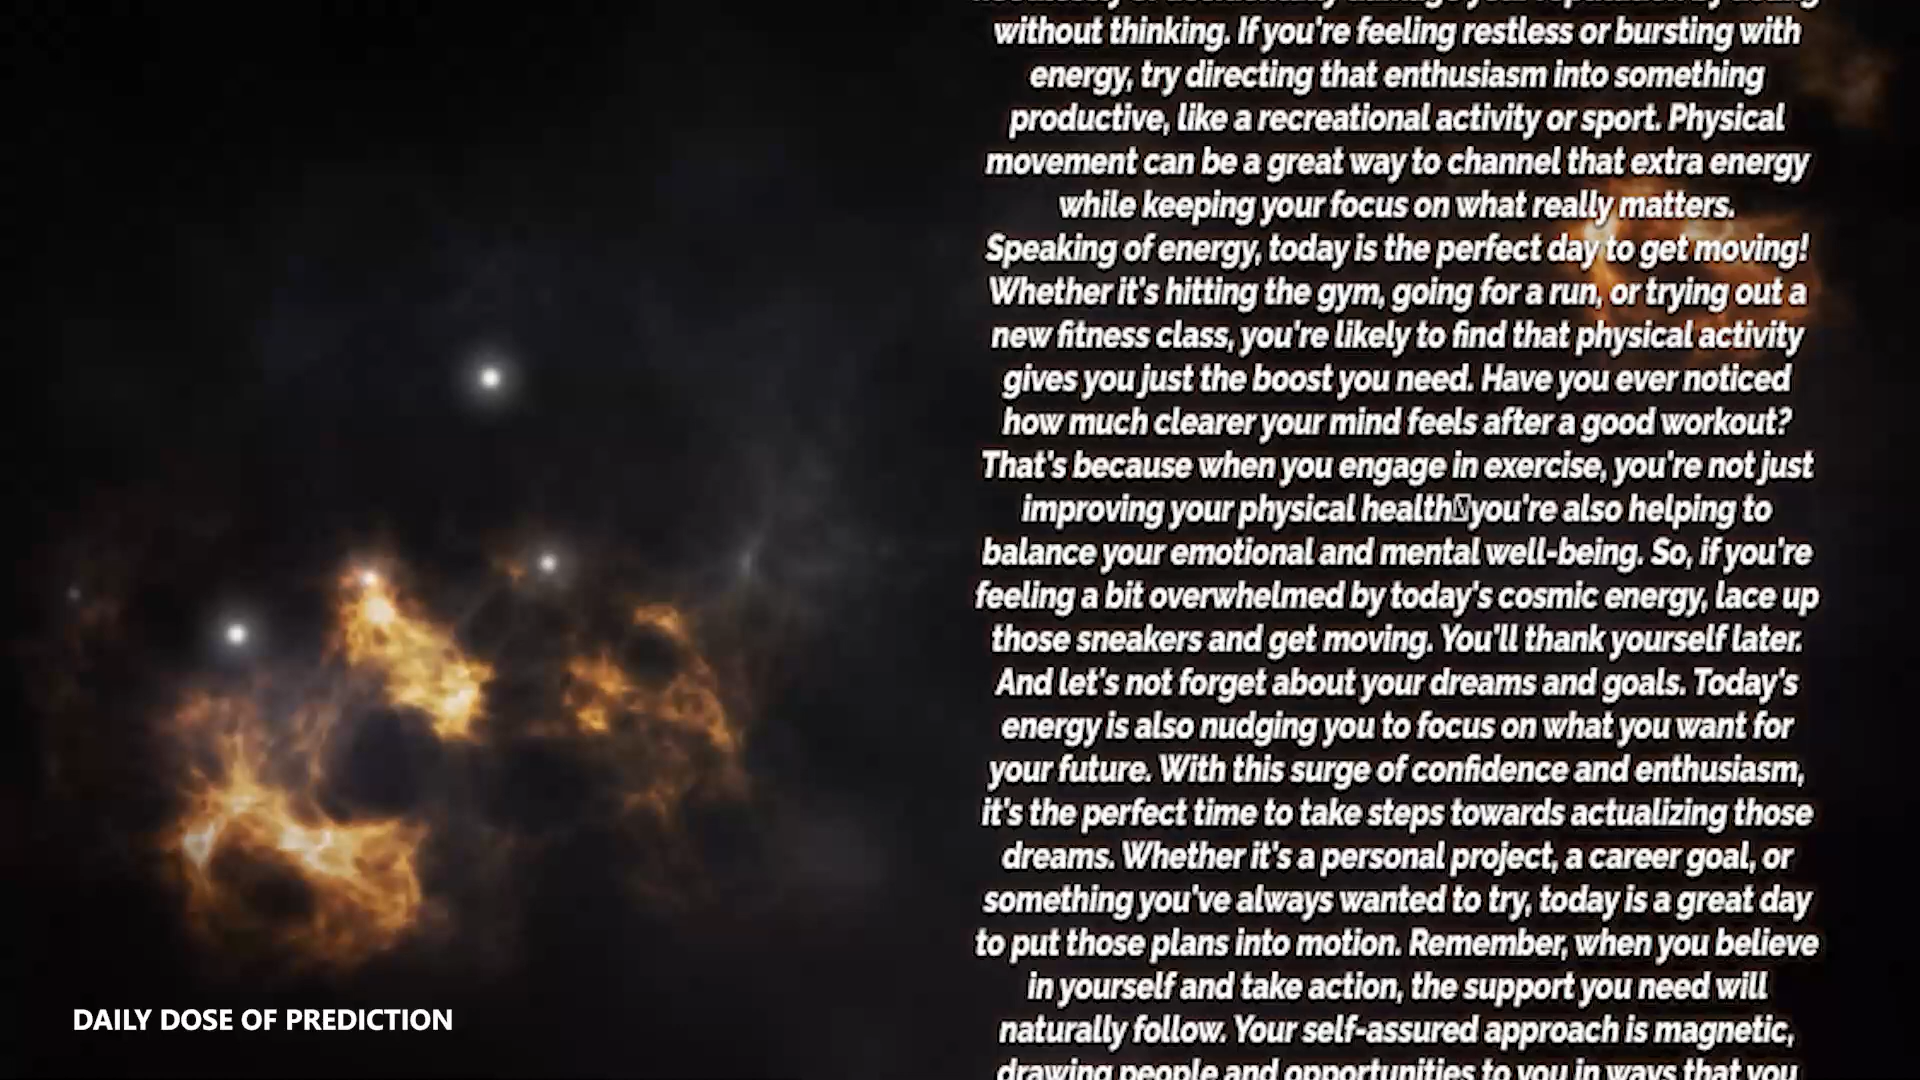 without thinking. If you're feeling restless or bursting with
energy, try directing that enthusiasm into something
productive, like a recreational activity or sport. Physical
movement can be a great way to channel that extra energy
while keeping your focus on what really matters.
Speaking of energy, today is the perfect day to get moving!
Whether it's hitting the gym, going for a run, or trying out a
new fitness class, you're likely to find that physical activity
gives you just the boost you need. Have you ever noticed
how much clearer your mind feels after a good workout?
That's because when you engage in exercise, you're not just
improving your physical health▯you're also helping to
balance your emotional and mental well-being. So, if you're
feeling a bit overwhelmed by today's cosmic energy, lace up
those sneakers and get moving. You'll thank yourself later.
And let's not forget about your dreams and goals. Today's
energy is also nudging you to focus on what you want for
your future. With this surge of confidence and enthusiasm,
it's the perfect time to take steps towards actualizing those
dreams. Whether it's a personal project, a career goal, or
something you've always wanted to try, today is a great day
to put those plans into motion. Remember, when you believe
in yourself and take action, the support you need will
naturally follow. Your self-assured approach is magnetic,
drawing people and opportunities to you in ways that you
DAILY DOSE OF PREDICTION